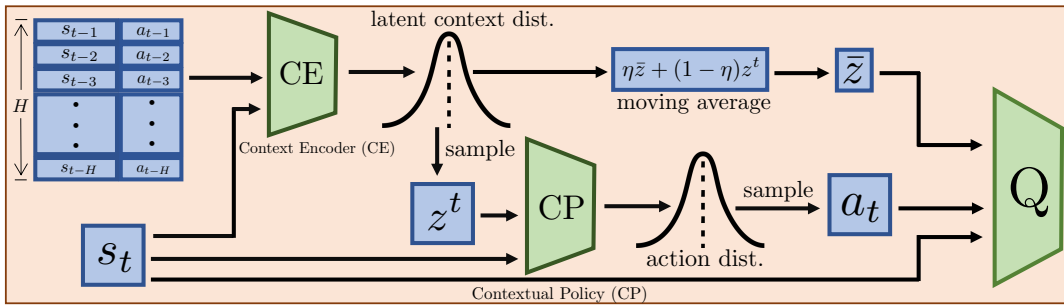 latent context dist.
s_{t−1} a_{t−1}
s_{t−2} a_{t−2}
s_{t−3} a_{t−3}
H
s_{t−H} a_{t−H}
CE
Context Encoder (CE)
ηz̄ + (1 − η)z^t
moving average
z̄
sample
z^t
CP
sample
a_t
Q
s_t
action dist.
Contextual Policy (CP)